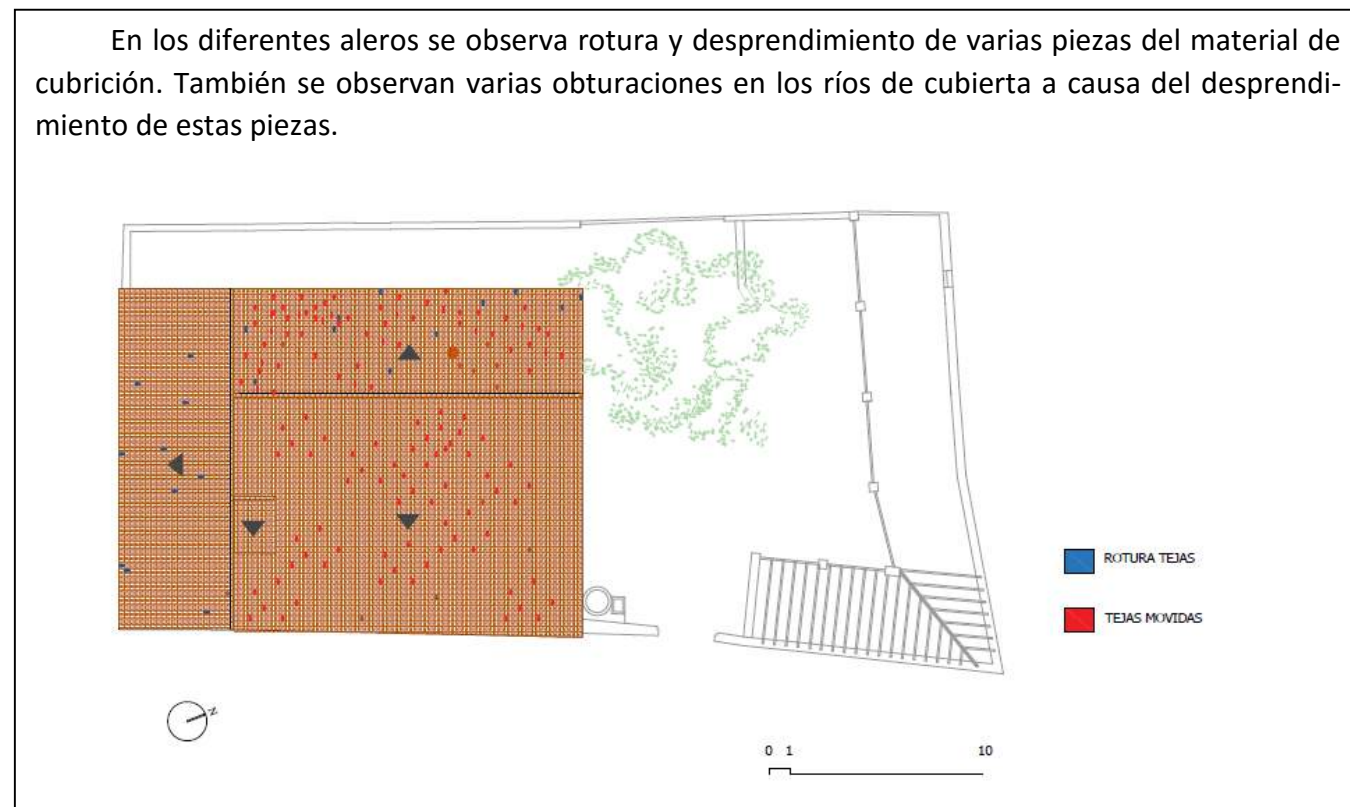 En los diferentes aleros se observa rotura y desprendimiento de varias piezas del material de
cubrición. También se observan varias obturaciones en los ríos de cubierta a causa del desprendi-
miento de estas piezas.
ROTURA TEJAS
TEJAS MOVIDAS
N
0 1 10